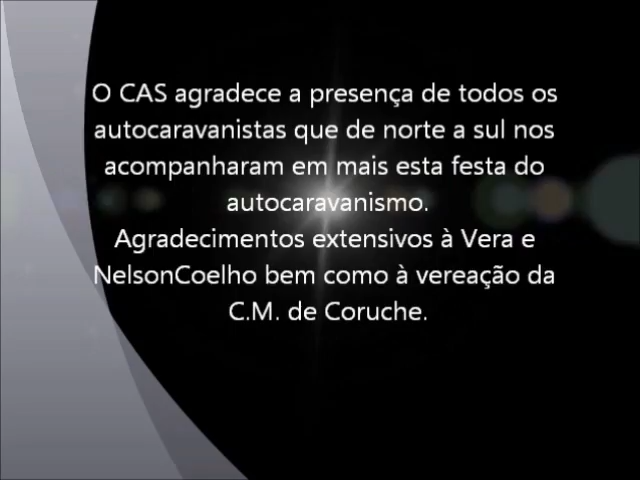 O CAS agradece a presença de todos os
autocaravanistas que de norte a sul nos
acompanharam em mais esta festa do
autocaravanismo.
Agradecimentos extensivos à Vera e
NelsonCoelho bem como à vereação da
C.M. de Coruche.